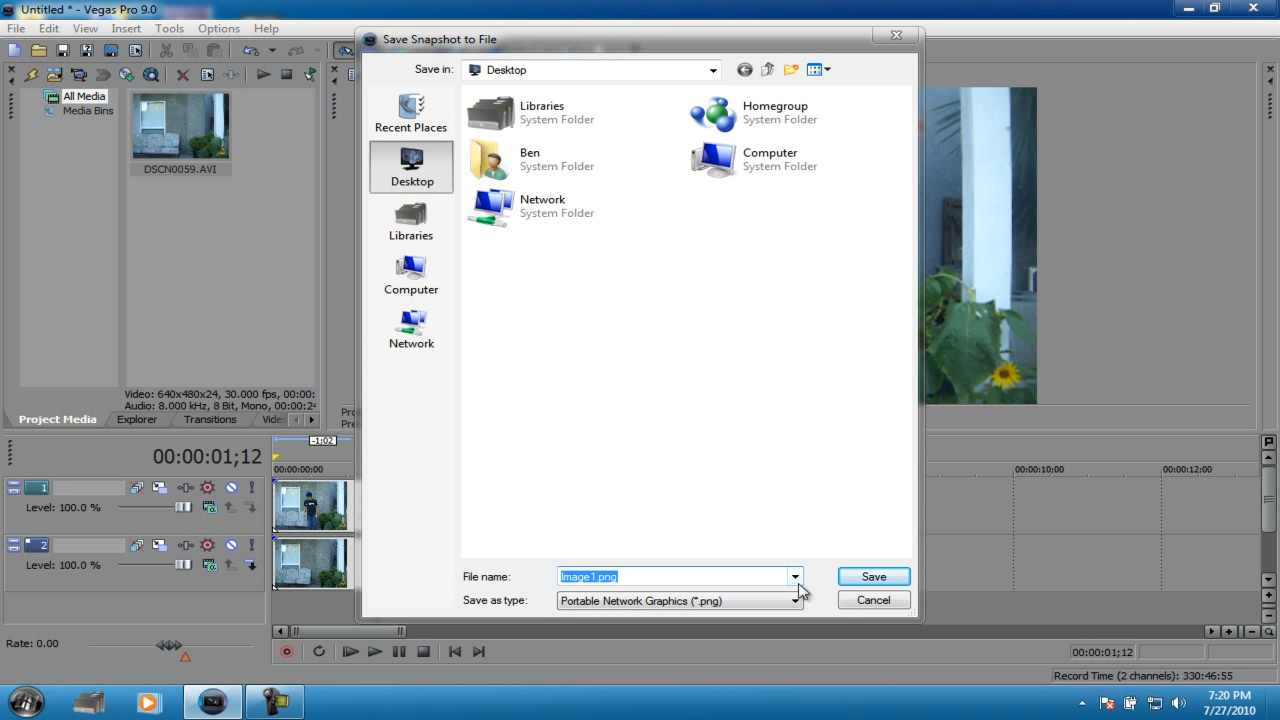 Untitled * - Vegas Pro 9.0
File Edit View Insert Tools Options Help
Save Snapshot to File
Save in: Desktop
All Media
Media Bins
DSCN0059.AVI
Recent Places
Desktop
Libraries
Computer
Network
Libraries
System Folder
Homegroup
System Folder
Ben
System Folder
Computer
System Folder
Network
System Folder
Video: 640x480x24, 30.000 fps, 00:00:
Audio: 8.000 kHz, 8 Bit, Mono, 00:00:2
Project Media Explorer Transitions
File name: Image1.png Save
Save as type: Portable Network Graphics (*.png) Cancel
00:00:01;12
-1:02
00:00:00;00 00:00:10;00 00:00:12;00
1
Level: 100.0 %
2
Level: 100.0 %
Rate: 0.00
00:00:01;12
Record Time (2 channels): 330:46:55
7:20 PM
7/27/2010